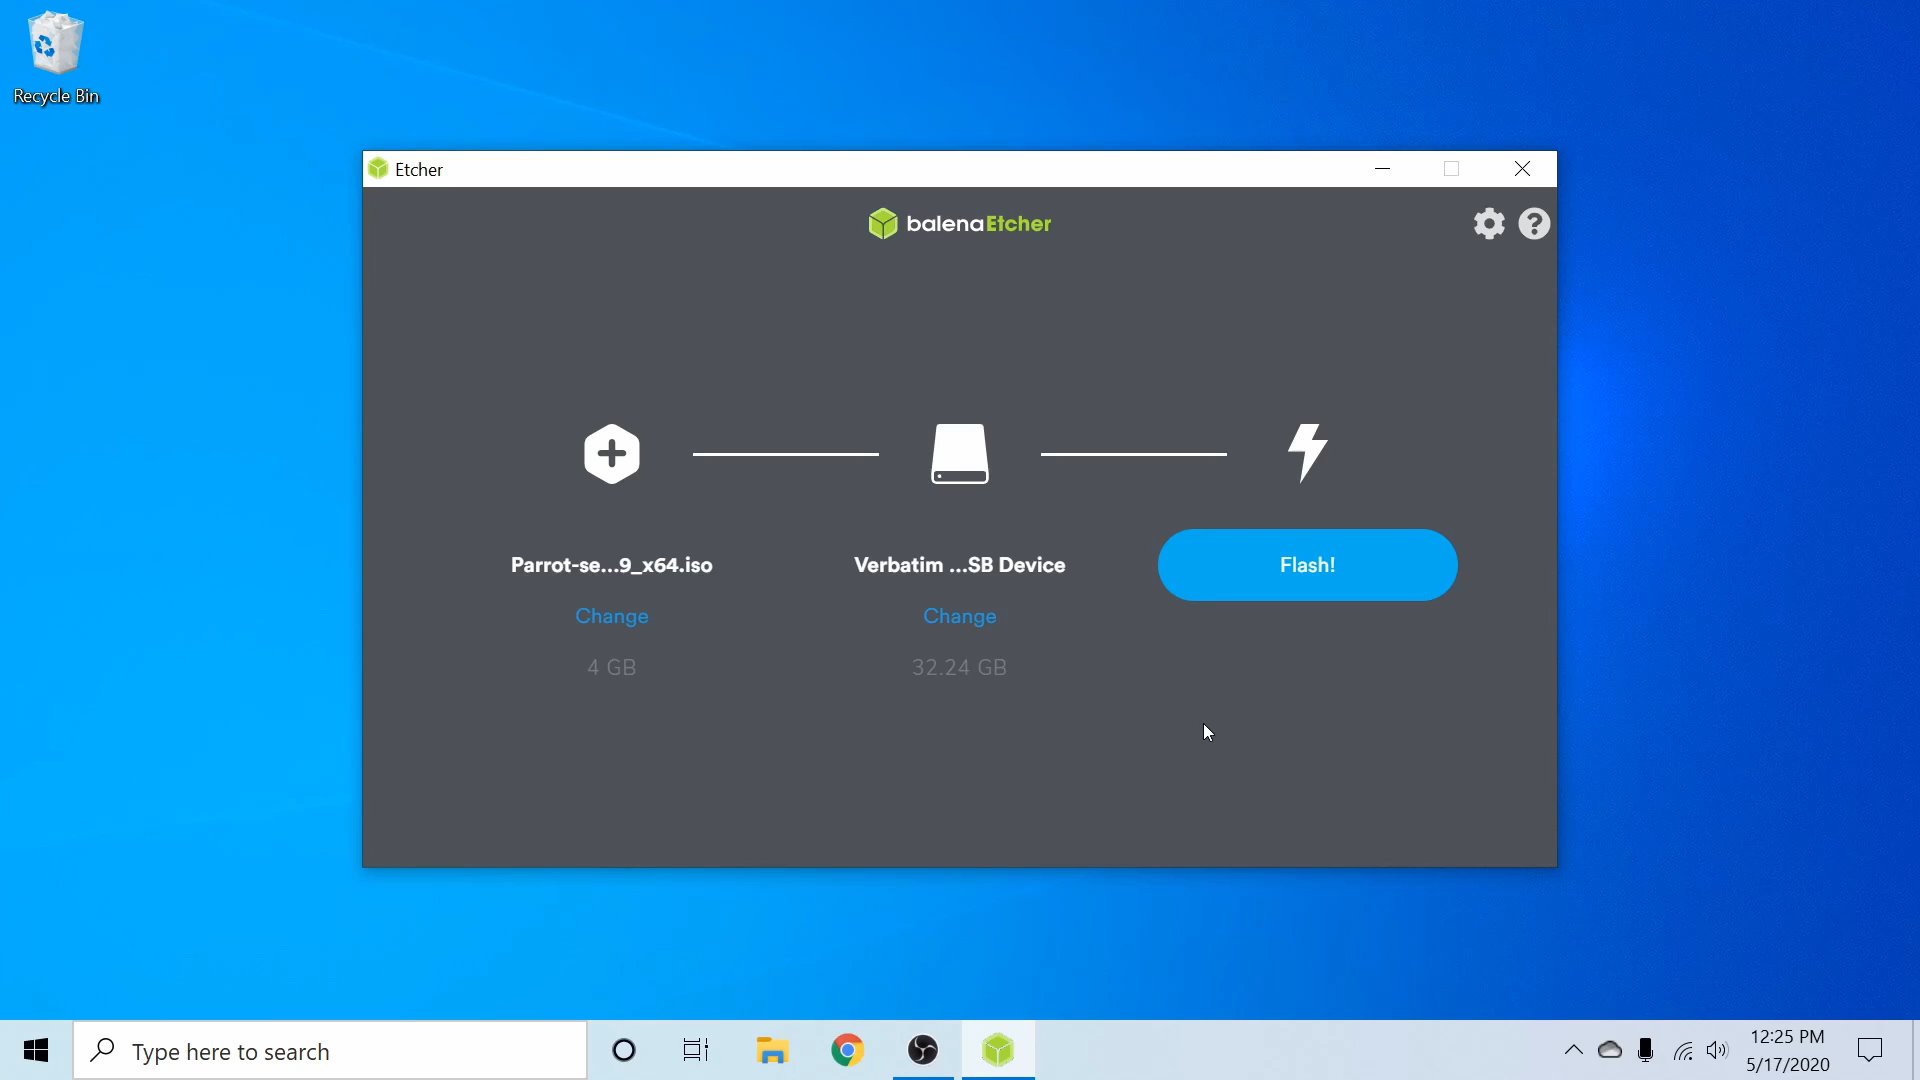 Recycle Bin
Etcher
balenaEtcher
Parrot-se...9_x64.iso
Verbatim ...SB Device
Flash!
Change
Change
4 GB
32.24 GB
Type here to search
12:25 PM
5/17/2020